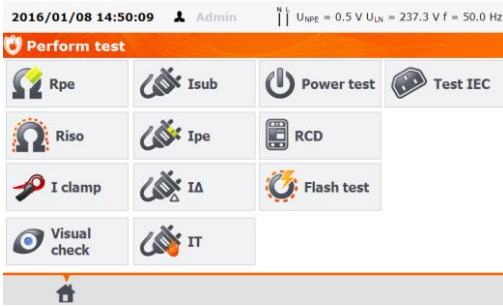 2016/01/08 14:50:09 Admin N L UNPE = 0.5 V ULN = 237.3 V f = 50.0 Hz
Perform test
Rpe Isub Power test Test IEC
Riso Ipe RCD
I clamp IΔ Flash test
Visual check IT